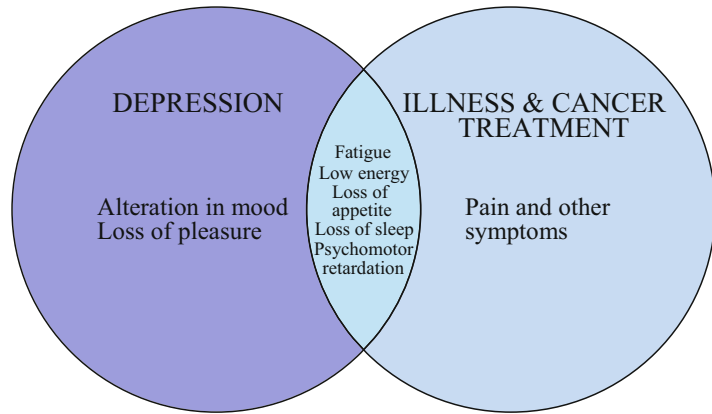 DEPRESSION
Alteration in mood
Loss of pleasure
Fatigue
Low energy
Loss of
appetite
Loss of sleep
Psychomotor
retardation
ILLNESS & CANCER
TREATMENT
Pain and other
symptoms